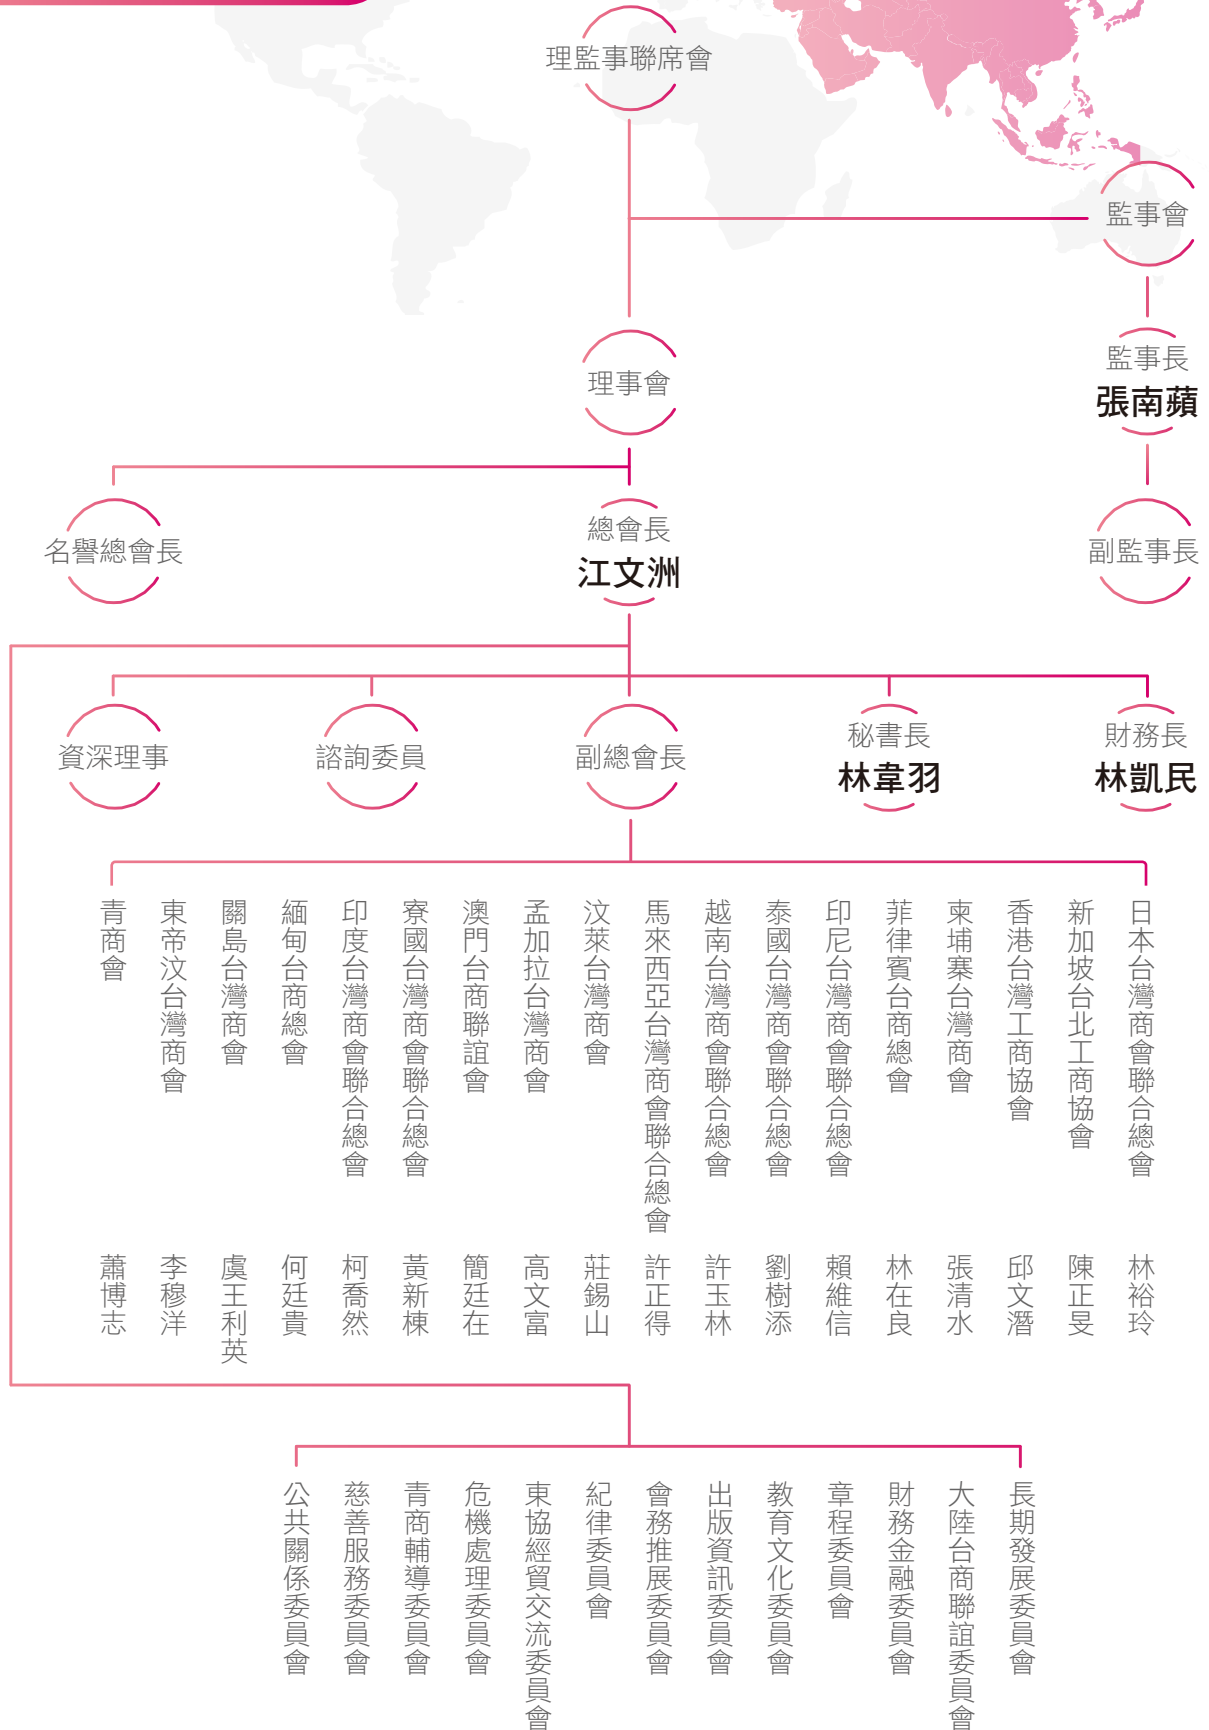 理監事聯席會
監事會
監事長
張南蘋
理事會
副監事長
總會長
江文洲
名譽總會長
資深理事
諮詢委員
副總會長
秘書長
林韋羽
財務長
林凱民
日本台灣商會聯合總會 林裕玲
新加坡台北工商協會 陳正旻
香港台灣工商協會 邱文潛
柬埔寨台灣商會 張清水
菲律賓台商總會 林在良
印尼台灣商會聯合總會 賴維信
泰國台灣商會聯合總會 劉樹添
越南台灣商會聯合總會 許玉林
馬來西亞台灣商會聯合總會 許正得
汶萊台灣商會 莊錫山
孟加拉台灣商會 高文富
澳門台商聯誼會 簡廷在
寮國台灣商會聯合總會 黃新棟
印度台灣商會聯合總會 柯喬然
緬甸台商總會 何廷貴
關島台灣商會 虞王利英
東帝汶台灣商會 李穆洋
青商會 蕭博志
長期發展委員會
大陸台商聯誼委員會
財務金融委員會
章程委員會
教育文化委員會
出版資訊委員會
會務推展委員會
紀律委員會
東協經貿交流委員會
危機處理委員會
青商輔導委員會
慈善服務委員會
公共關係委員會